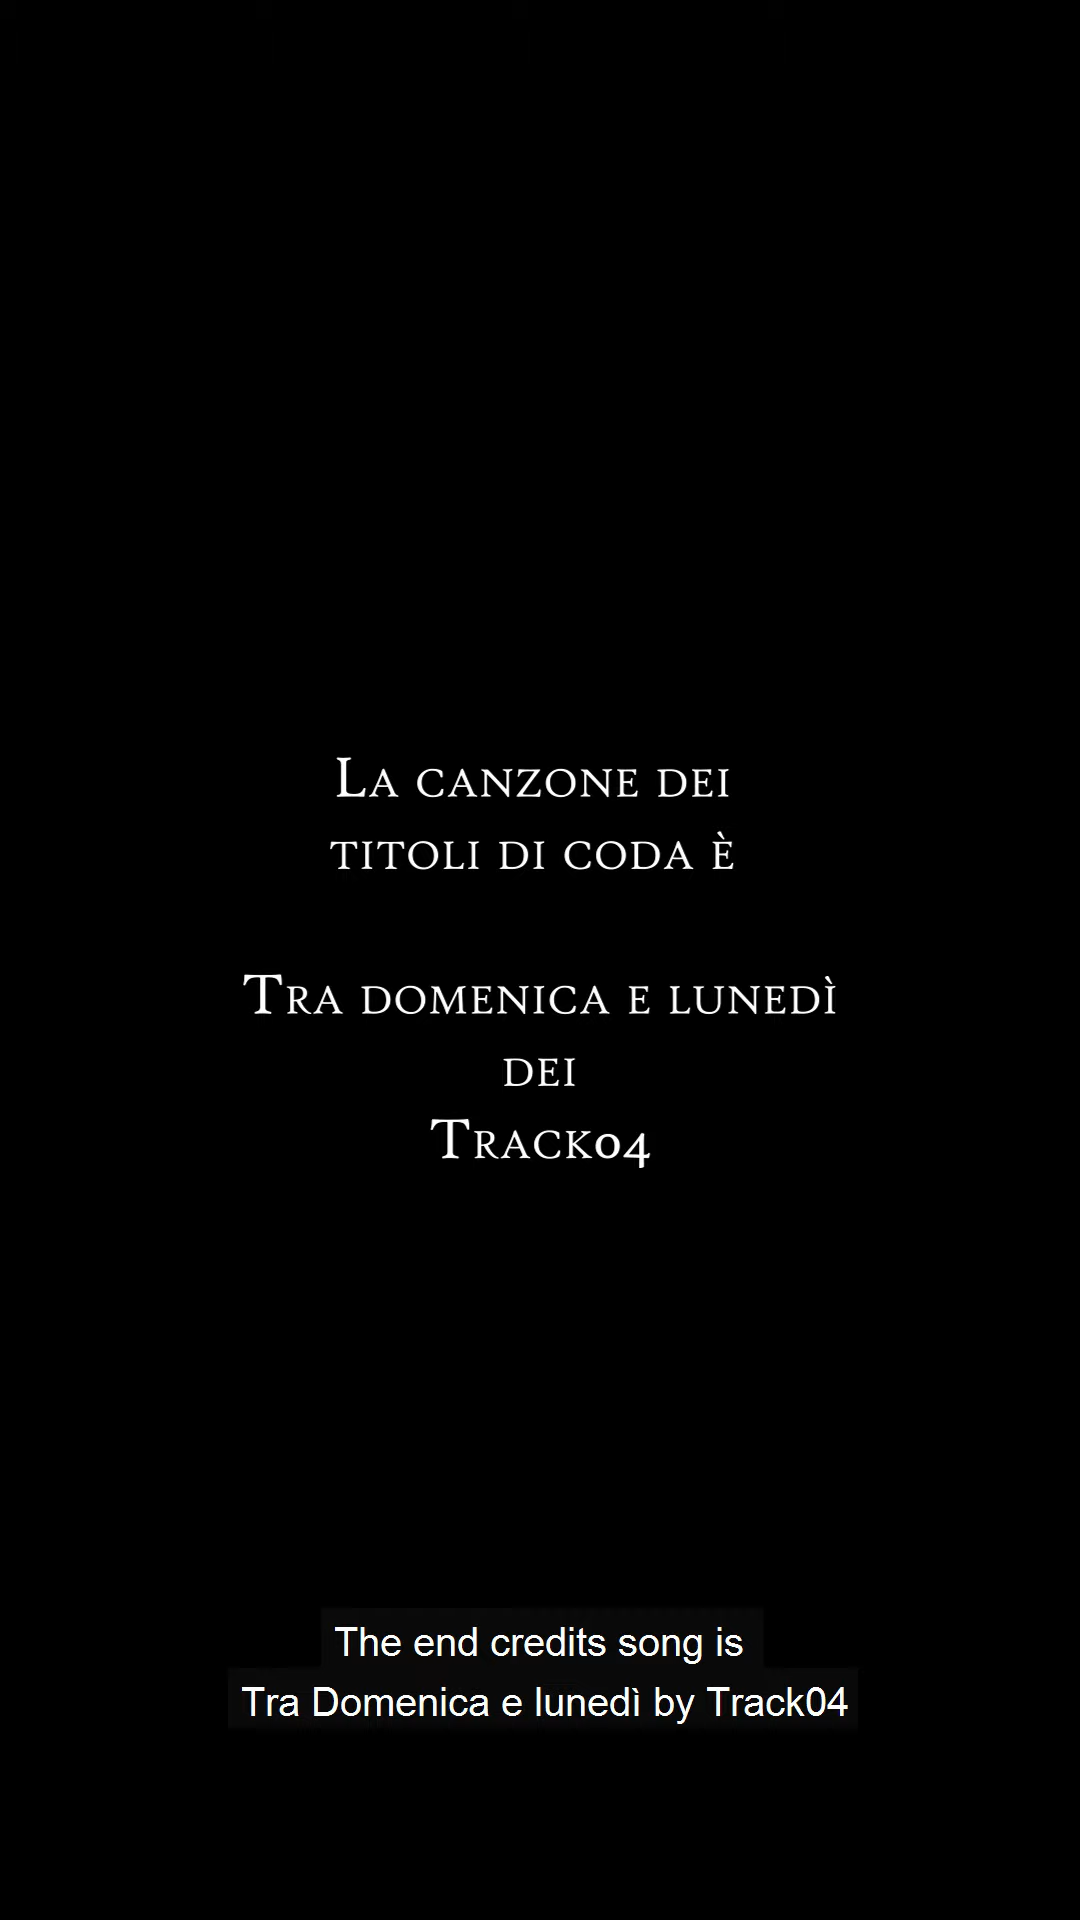 La canzone dei
titoli di coda è
Tra domenica e lunedì
dei
Track04
The end credits song is
Tra Domenica e lunedì by Track04